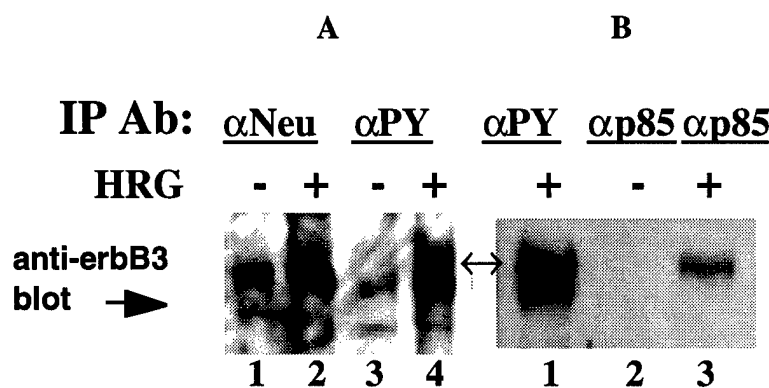 A B
IP Ab: αNeu αPY αPY αp85 αp85
HRG - + - + + - +
anti-erbB3
blot
1 2 3 4 1 2 3